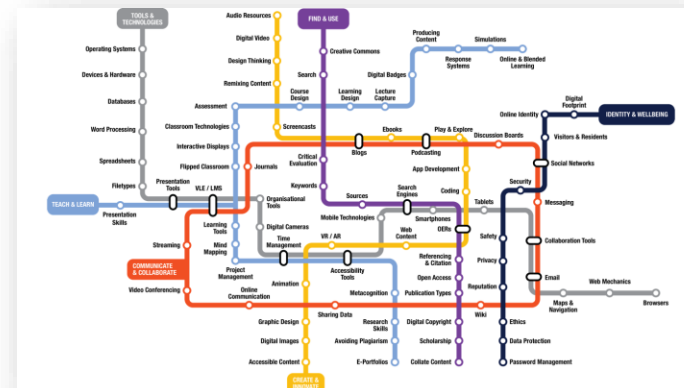 TOOLS &
TECHNOLOGIES
Audio Resources
FIND & USE
Producing
Content
Simulations
Operating Systems
Digital Video
Creative Commons
Response
Systems
Online & Blended
Learning
Design Thinking
Devices & Hardware
Search
Digital Badges
Remixing Content
Databases
Assessment
Course
Design
Learning
Design
Lecture
Capture
Digital
Footprint
Online Identity
IDENTITY & WELLBEING
Word Processing
Classroom Technologies
Screencasts
Ebooks
Play & Explore
Visitors & Residents
Interactive Displays
Blogs
Podcasting
Discussion Boards
Spreadsheets
Flipped Classroom
Journals
Critical
Evaluation
App Development
Social Networks
Filetypes
Presentation
Tools
VLE / LMS
Keywords
Coding
Security
TEACH & LEARN
Presentation
Skills
Organisational
Tools
Sources
Search
Engines
Tablets
Messaging
Learning
Tools
Digital Cameras
Mobile Technologies
Smartphones
OERs
Streaming
Mind
Mapping
Time
Management
VR / AR
Web
Content
Safety
Collaboration Tools
COMMUNICATE
& COLLABORATE
Project
Management
Accessibility
Tools
Referencing
& Citation
Privacy
Video Conferencing
Online
Communication
Animation
Metacognition
Open Access
Publication Types
Reputation
Email
Web Mechanics
Maps &
Navigation
Browsers
Sharing Data
Wiki
Graphic Design
Research
Skills
Digital Copyright
Ethics
Digital Images
Avoiding Plagiarism
Scholarship
Data Protection
Accessible Content
E-Portfolios
Collate Content
Password Management
CREATE &
INNOVATE